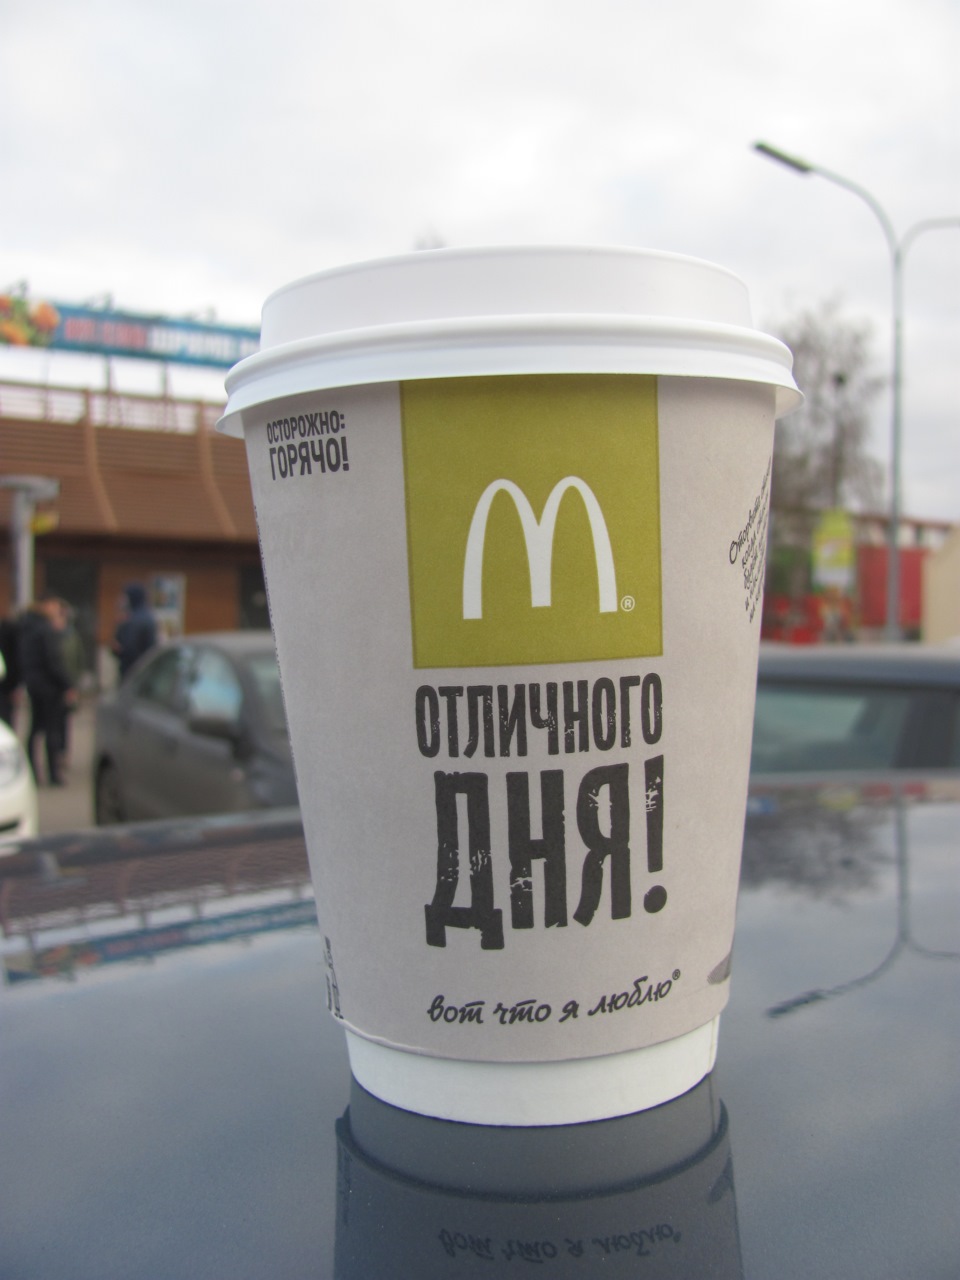 ОСТОРОЖНО:
ГОРЯЧО!
ОТЛИЧНОГО
ДНЯ!
вот что я люблю®